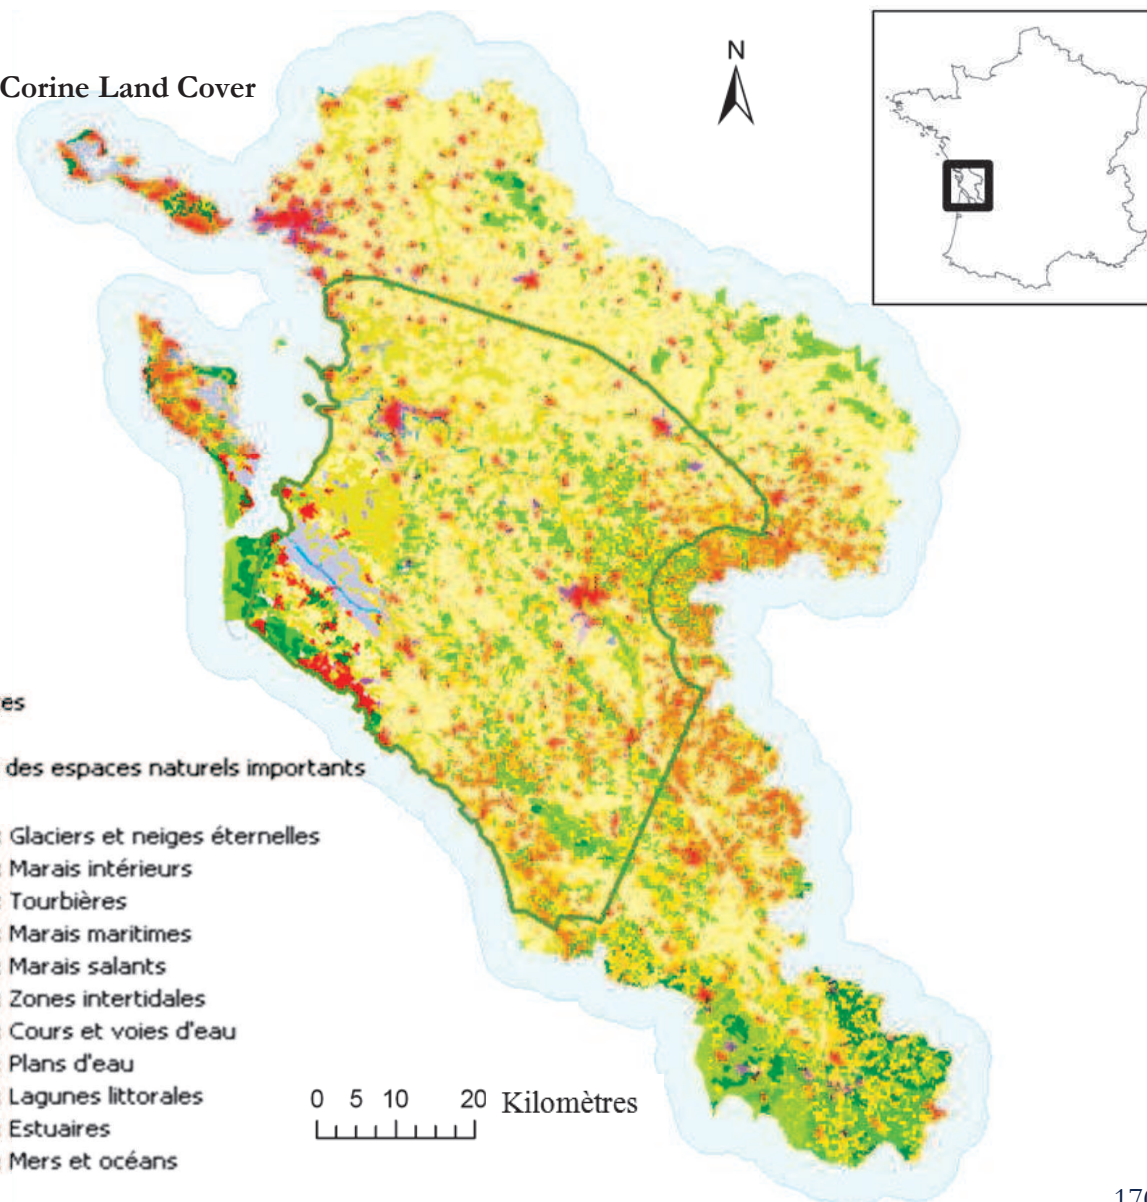 Corine Land Cover
N
des espaces naturels importants
Glaciers et neiges éternelles
Marais intérieurs
Tourbières
Marais maritimes
Marais salants
Zones intertidales
Cours et voies d'eau
Plans d'eau
Lagunes littorales
Estuaires
Mers et océans
0 5 10 20 Kilomètres